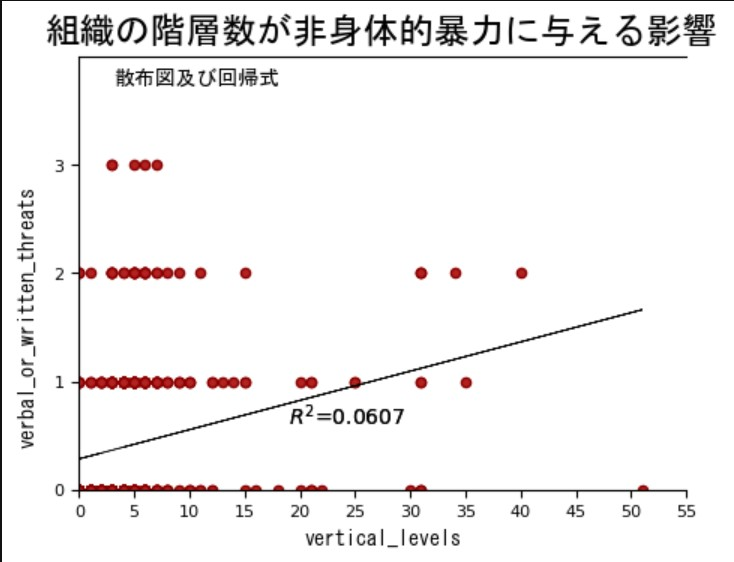 組織の階層数が非身体的暴力に与える影響
散布図及び回帰式
verbal_or_written_threats
3
2
1
0
R²=0.0607
0 5 10 15 20 25 30 35 40 45 50 55
vertical_levels